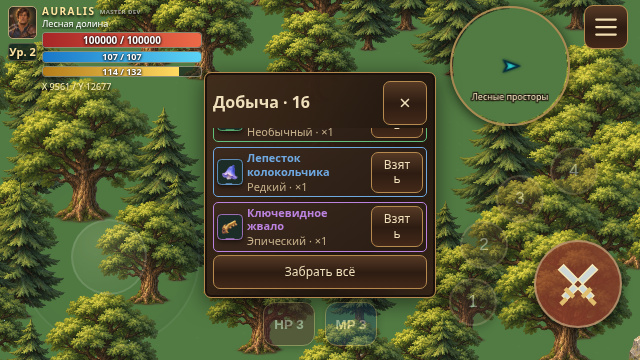 AURALIS MASTER DEV
Лесная долина
100000 / 100000
Ур. 2
107 / 107
114 / 132
Лесные просторы
Добыча · 16
×
Необычный · ×1
Лепесток
колокольчика
Редкий · ×1
Взят
ь
Ключевидное
жвало
Эпический · ×1
Взят
ь
Забрать всё
4
3
2
1
HP 3
MP 3